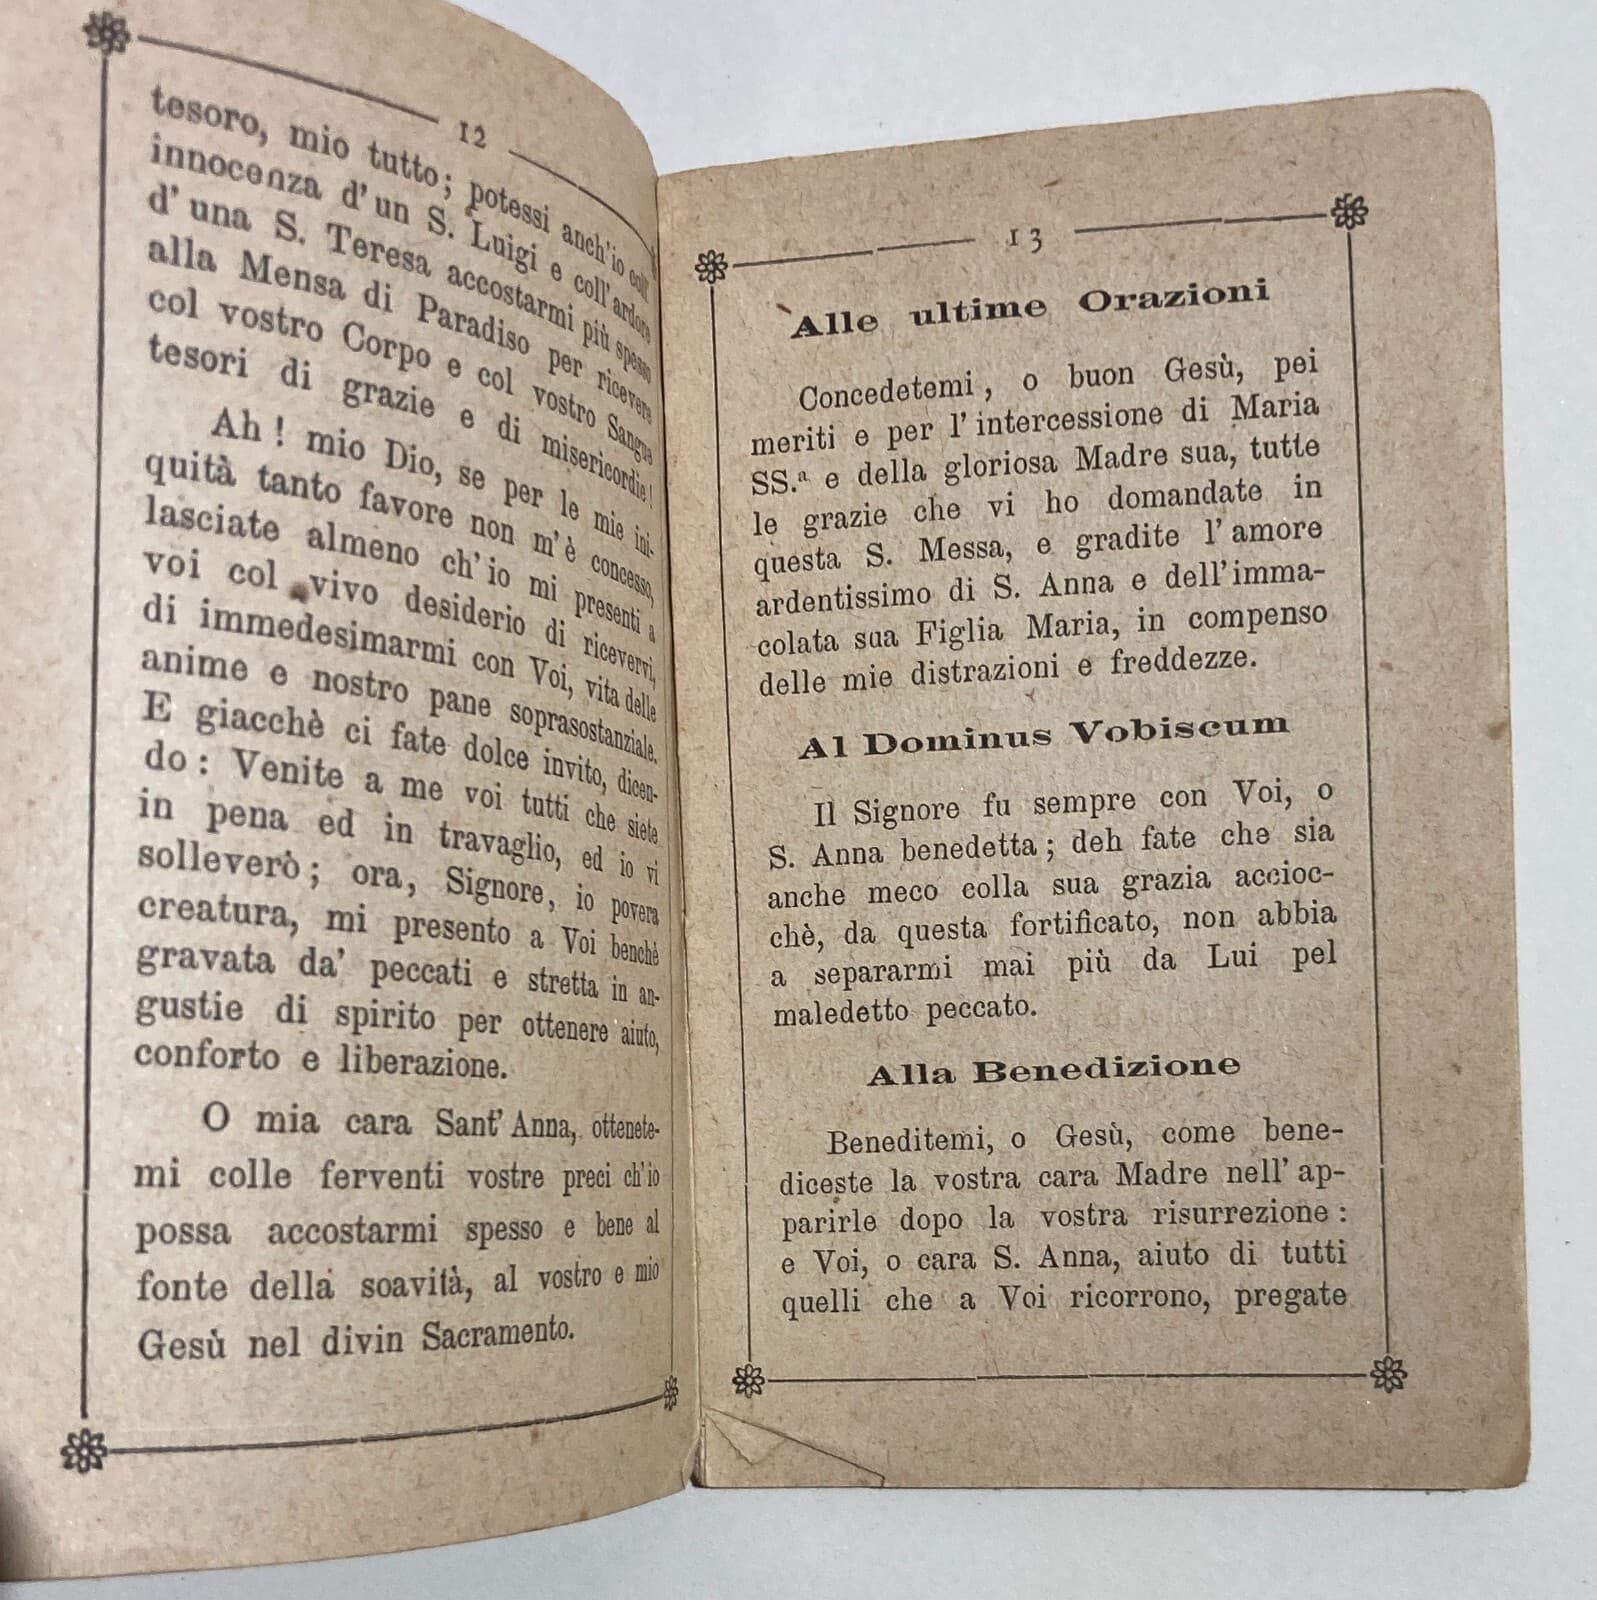 12
tesoro, mio tutto; potessi anch'io coll'
innocenza d'un S. Luigi e coll'ardore
d'una S. Teresa accostarmi più spesso
alla Mensa di Paradiso per ricevere
col vostro Corpo e col vostro Sangue
tesori di grazie e di misericordie!
Ah! mio Dio, se per le mie ini-
quità tanto favore non m'è concesso,
lasciate almeno ch'io mi presenti a
voi col vivo desiderio di ricevervi,
di immedesimarmi con Voi, vita delle
anime e nostro pane soprasostanziale.
E giacchè ci fate dolce invito, dicen-
do: Venite a me voi tutti che siete
in pena ed in travaglio, ed io vi
solleverò; ora, Signore, io povera
creatura, mi presento a Voi benchè
gravata da' peccati e stretta in an-
gustie di spirito per ottenere aiuto,
conforto e liberazione.
O mia cara Sant'Anna, ottenete-
mi colle ferventi vostre preci ch'io
possa accostarmi spesso e bene al
fonte della soavità, al vostro e mio
Gesù nel divin Sacramento.
13
Alle ultime Orazioni
Concedetemi, o buon Gesù, pei
meriti e per l'intercessione di Maria
SS.ª e della gloriosa Madre sua, tutte
le grazie che vi ho domandate in
questa S. Messa, e gradite l'amore
ardentissimo di S. Anna e dell'imma-
colata sua Figlia Maria, in compenso
delle mie distrazioni e freddezze.
Al Dominus Vobiscum
Il Signore fu sempre con Voi, o
S. Anna benedetta; deh fate che sia
anche meco colla sua grazia accioc-
chè, da questa fortificato, non abbia
a separarmi mai più da Lui pel
maledetto peccato.
Alla Benedizione
Beneditemi, o Gesù, come bene-
diceste la vostra cara Madre nell'ap-
parirle dopo la vostra risurrezione:
e Voi, o cara S. Anna, aiuto di tutti
quelli che a Voi ricorrono, pregate